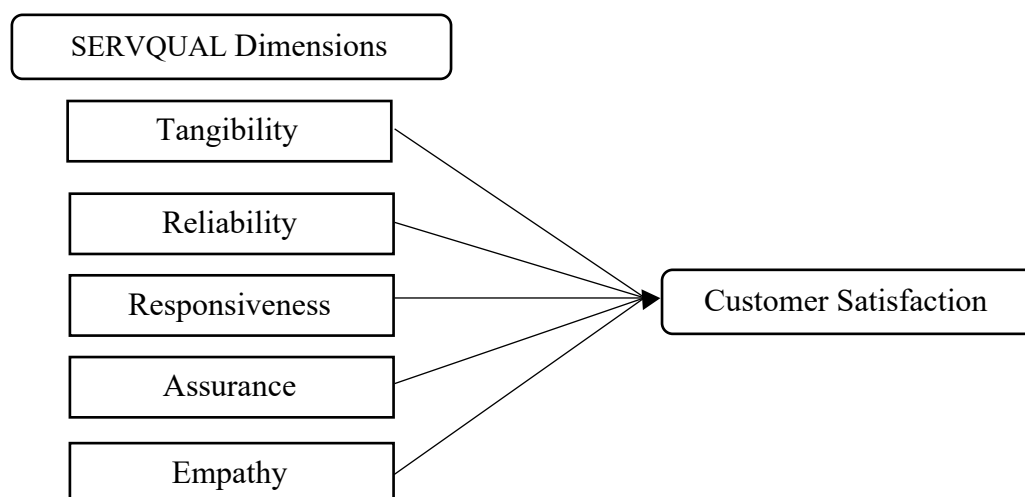 SERVQUAL Dimensions
Tangibility
Reliability
Responsiveness
Assurance
Empathy
Customer Satisfaction